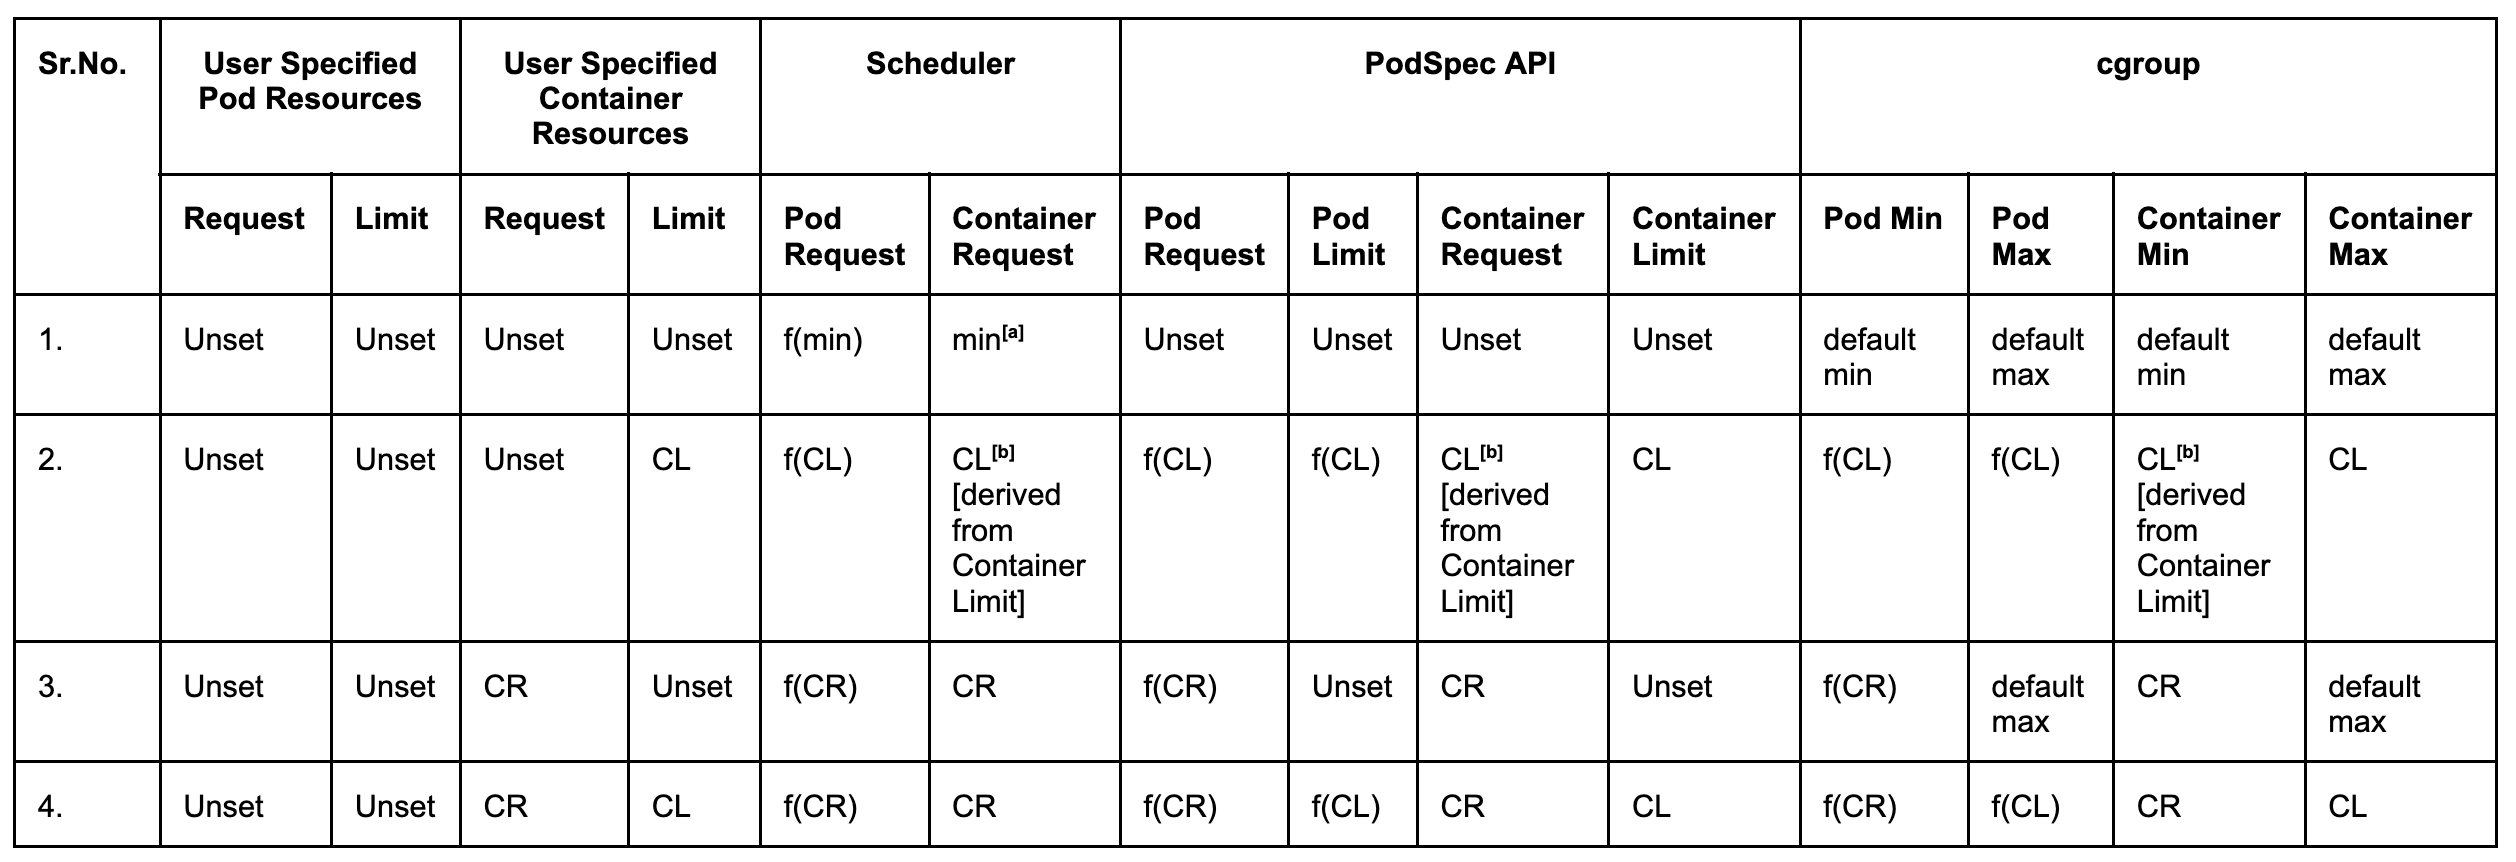 Sr.No. User Specified Pod Resources User Specified Container Resources Scheduler PodSpec API cgroup
Request Limit Request Limit Pod Request Container Request Pod Request Pod Limit Container Request Container Limit Pod Min Pod Max Container Min Container Max
1. Unset Unset Unset Unset f(min) min[a] Unset Unset Unset Unset default min default max default min default max
2. Unset Unset Unset CL f(CL) CL[b] [derived from Container Limit] f(CL) f(CL) CL[b] [derived from Container Limit] CL f(CL) f(CL) CL[b] [derived from Container Limit] CL
3. Unset Unset CR Unset f(CR) CR f(CR) Unset CR Unset f(CR) default max CR default max
4. Unset Unset CR CL f(CR) CR f(CR) f(CL) CR CL f(CR) f(CL) CR CL